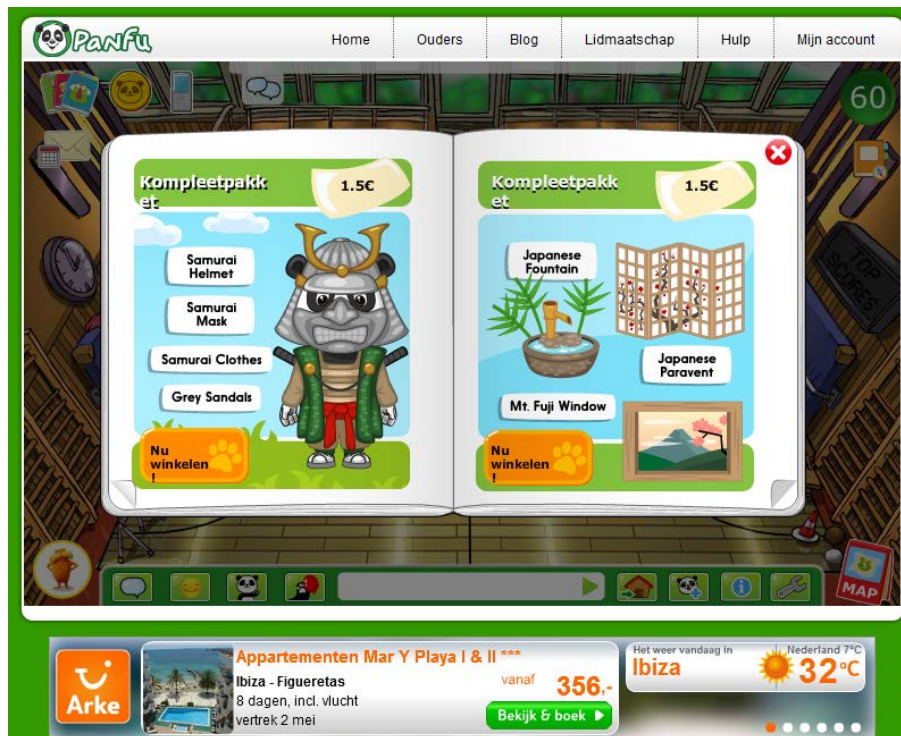 PANFU
Home
Ouders
Blog
Lidmaatschap
Hulp
Mijn account
60
Kompleetpakk
et
1.5€
Samurai
Helmet
Samurai
Mask
Samurai Clothes
Grey Sandals
Nu
winkelen
!
Kompleetpakk
et
1.5€
Japanese
Fountain
Japanese
Paravent
Mt. Fuji Window
Nu
winkelen
!
TOP
SCORES
MAP
Arke
Appartementen Mar Y Playa I & II ***
Ibiza - Figueretas
8 dagen, incl. vlucht
vertrek 2 mei
vanaf
356,-
Bekijk & boek
Het weer vandaag in
Ibiza
Nederland 7°C
32°C